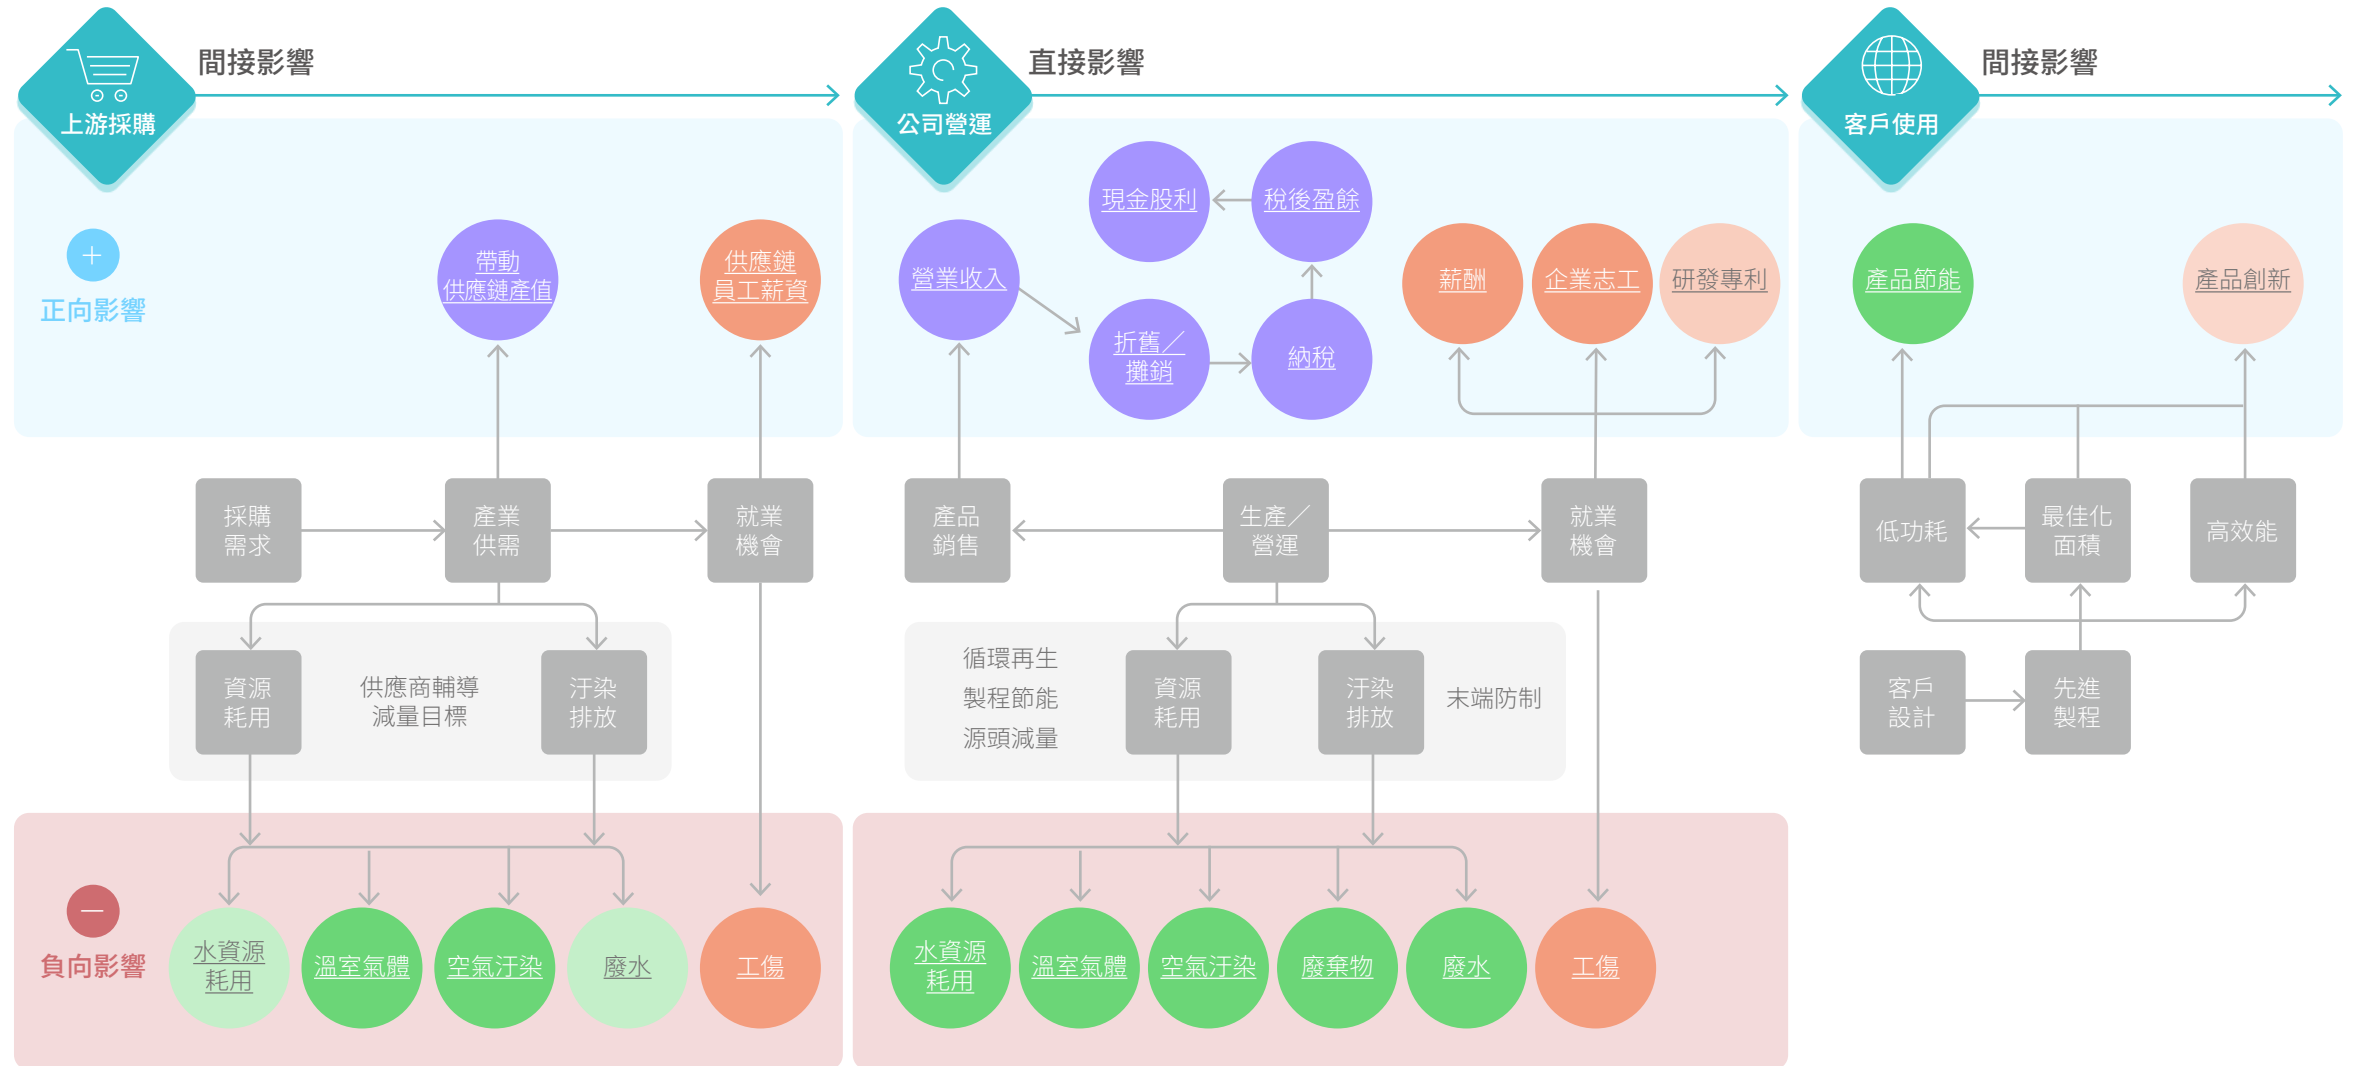 間接影響
上游採購
直接影響
公司營運
間接影響
客戶使用
正向影響
帶動
供應鏈產值
供應鏈
員工薪資
營業收入
現金股利
稅後盈餘
折舊／
攤銷
納稅
薪酬
企業志工
研發專利
產品節能
產品創新
採購
需求
產業
供需
就業
機會
產品
銷售
生產／
營運
就業
機會
低功耗
最佳化
面積
高效能
資源
耗用
供應商輔導
減量目標
汙染
排放
循環再生
製程節能
源頭減量
資源
耗用
汙染
排放
末端防制
客戶
設計
先進
製程
負向影響
水資源
耗用
溫室氣體
空氣汙染
廢水
工傷
水資源
耗用
溫室氣體
空氣汙染
廢棄物
廢水
工傷